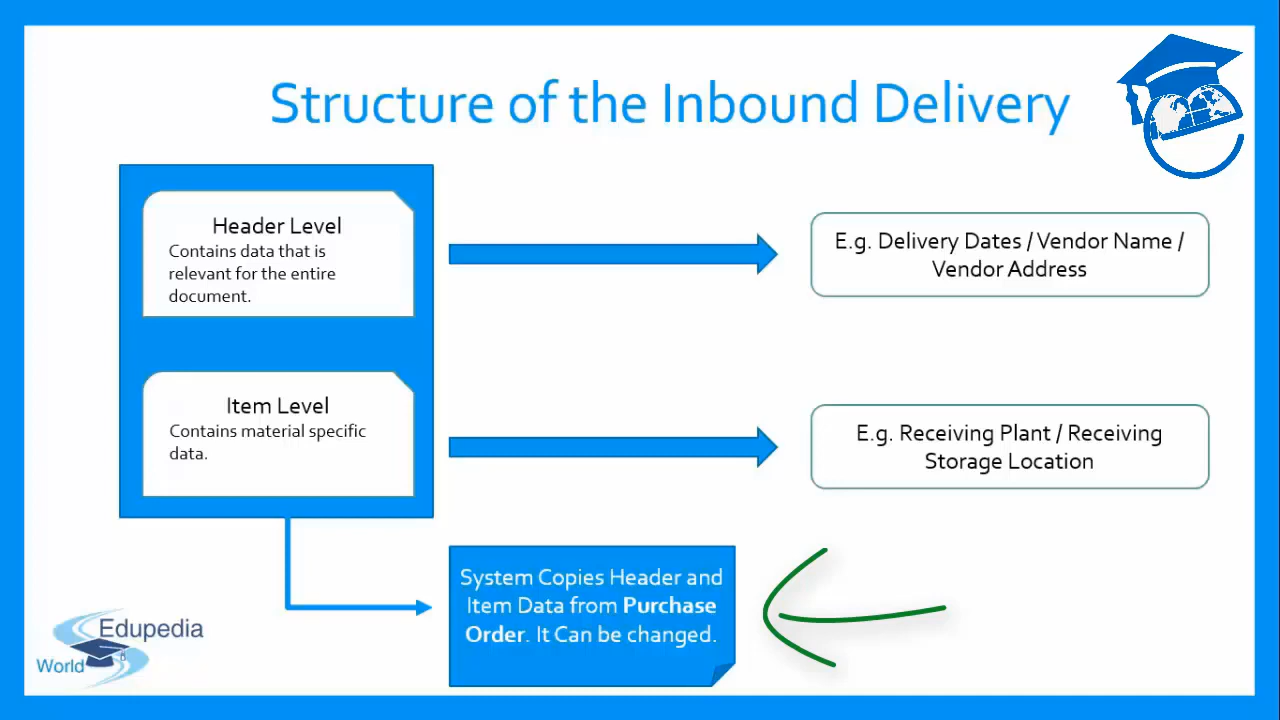 Structure of the Inbound Delivery
Header Level
Contains data that is
relevant for the entire
document.
E.g. Delivery Dates / Vendor Name /
Vendor Address
Item Level
Contains material specific
data.
E.g. Receiving Plant / Receiving
Storage Location
System Copies Header and
Item Data from Purchase
Order. It Can be changed.
Edupedia
World